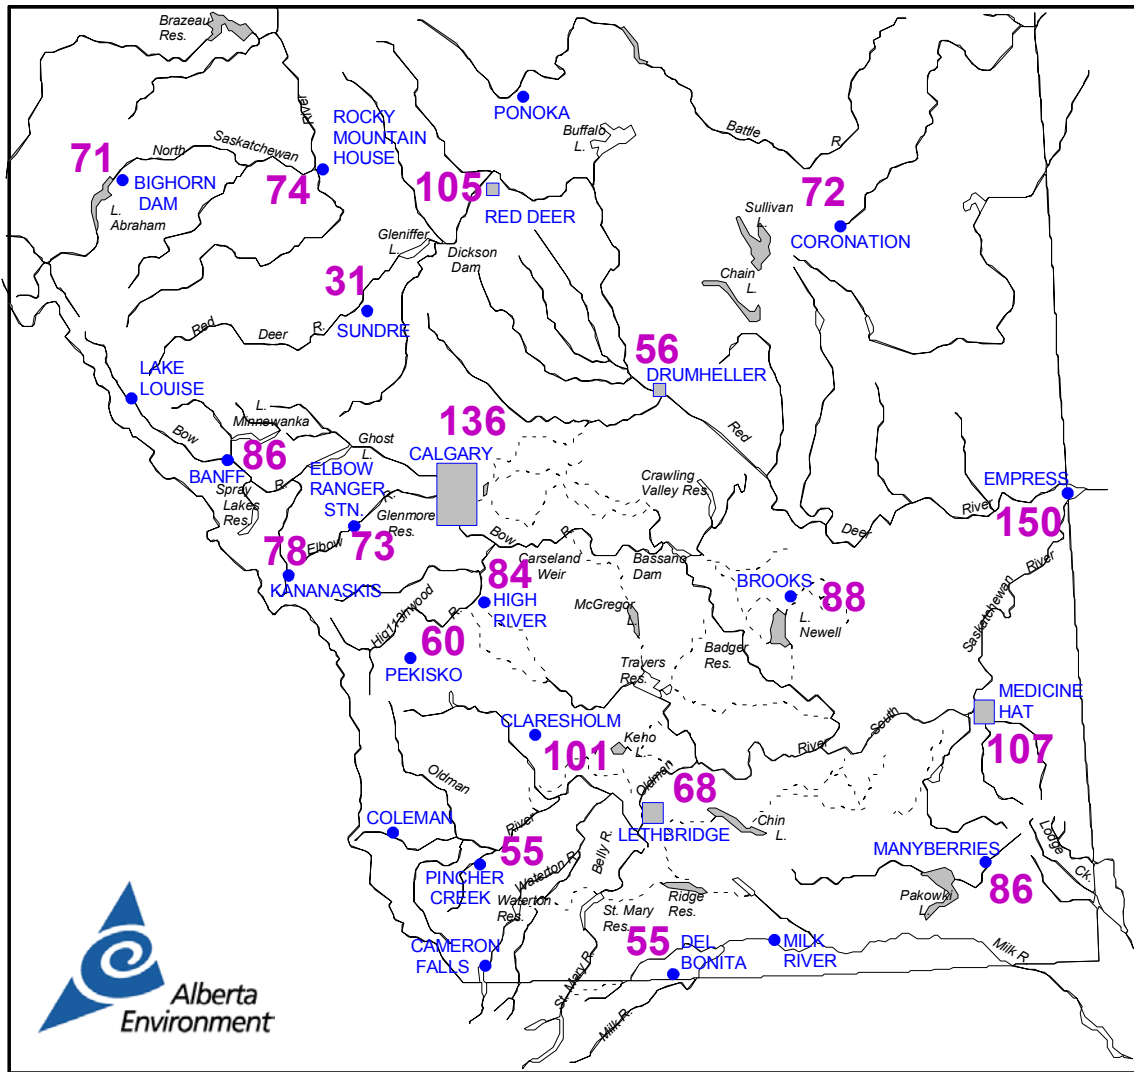 Brazeau
Res.
River
ROCKY
MOUNTAIN
HOUSE
PONOKA
Buffalo
L.
Battle
R.
North
Saskatchewan
71
BIGHORN
DAM
L.
Abraham
74
105
RED DEER
72
Sullivan
L.
CORONATION
Gleniffer
L.
Dickson
Dam
Chain
L.
31
SUNDRE
Red
Deer
R.
56
DRUMHELLER
LAKE
LOUISE
L.
Minnewanka
Bow
136
CALGARY
Ghost
L.
Red
86
BANFF
R.
ELBOW
RANGER
STN.
R.
Spray
Lakes
Res.
Glenmore
Res.
Crawling
Valley Res.
EMPRESS
River
150
Deer
73
Elbow
Bow
R.
78
KANANASKIS
Carseland
Weir
Bassano
Dam
84
HIGH
RIVER
McGregor
L.
BROOKS
88
L.
Newell
River
Saskatchewan
Hig113hwood
R.
60
PEKISKO
Badger
Res.
Travers
Res.
MEDICINE
HAT
107
CLARESHOLM
101
Keho
L.
River
South
Oldman
Oldman
68
LETHBRIDGE
Chin
L.
COLEMAN
River
55
PINCHER
CREEK
Waterton R.
Waterton
Res.
Belly R.
MANYBERRIES
86
Lodge
Ck.
Pakowki
L.
St. Mary
Res.
Ridge
Res.
55
DEL
BONITA
MILK
RIVER
Milk R.
CAMERON
FALLS
St. Mary R.
Milk R.
Alberta
Environment